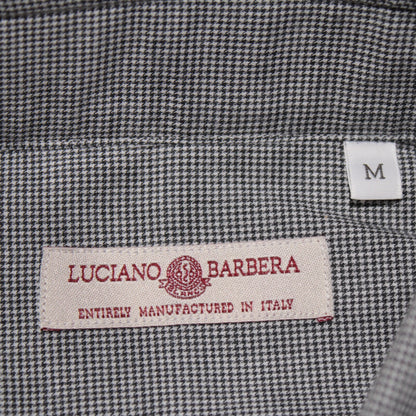 M
LUCIANO BARBERA
ENTIRELY MANUFACTURED IN ITALY